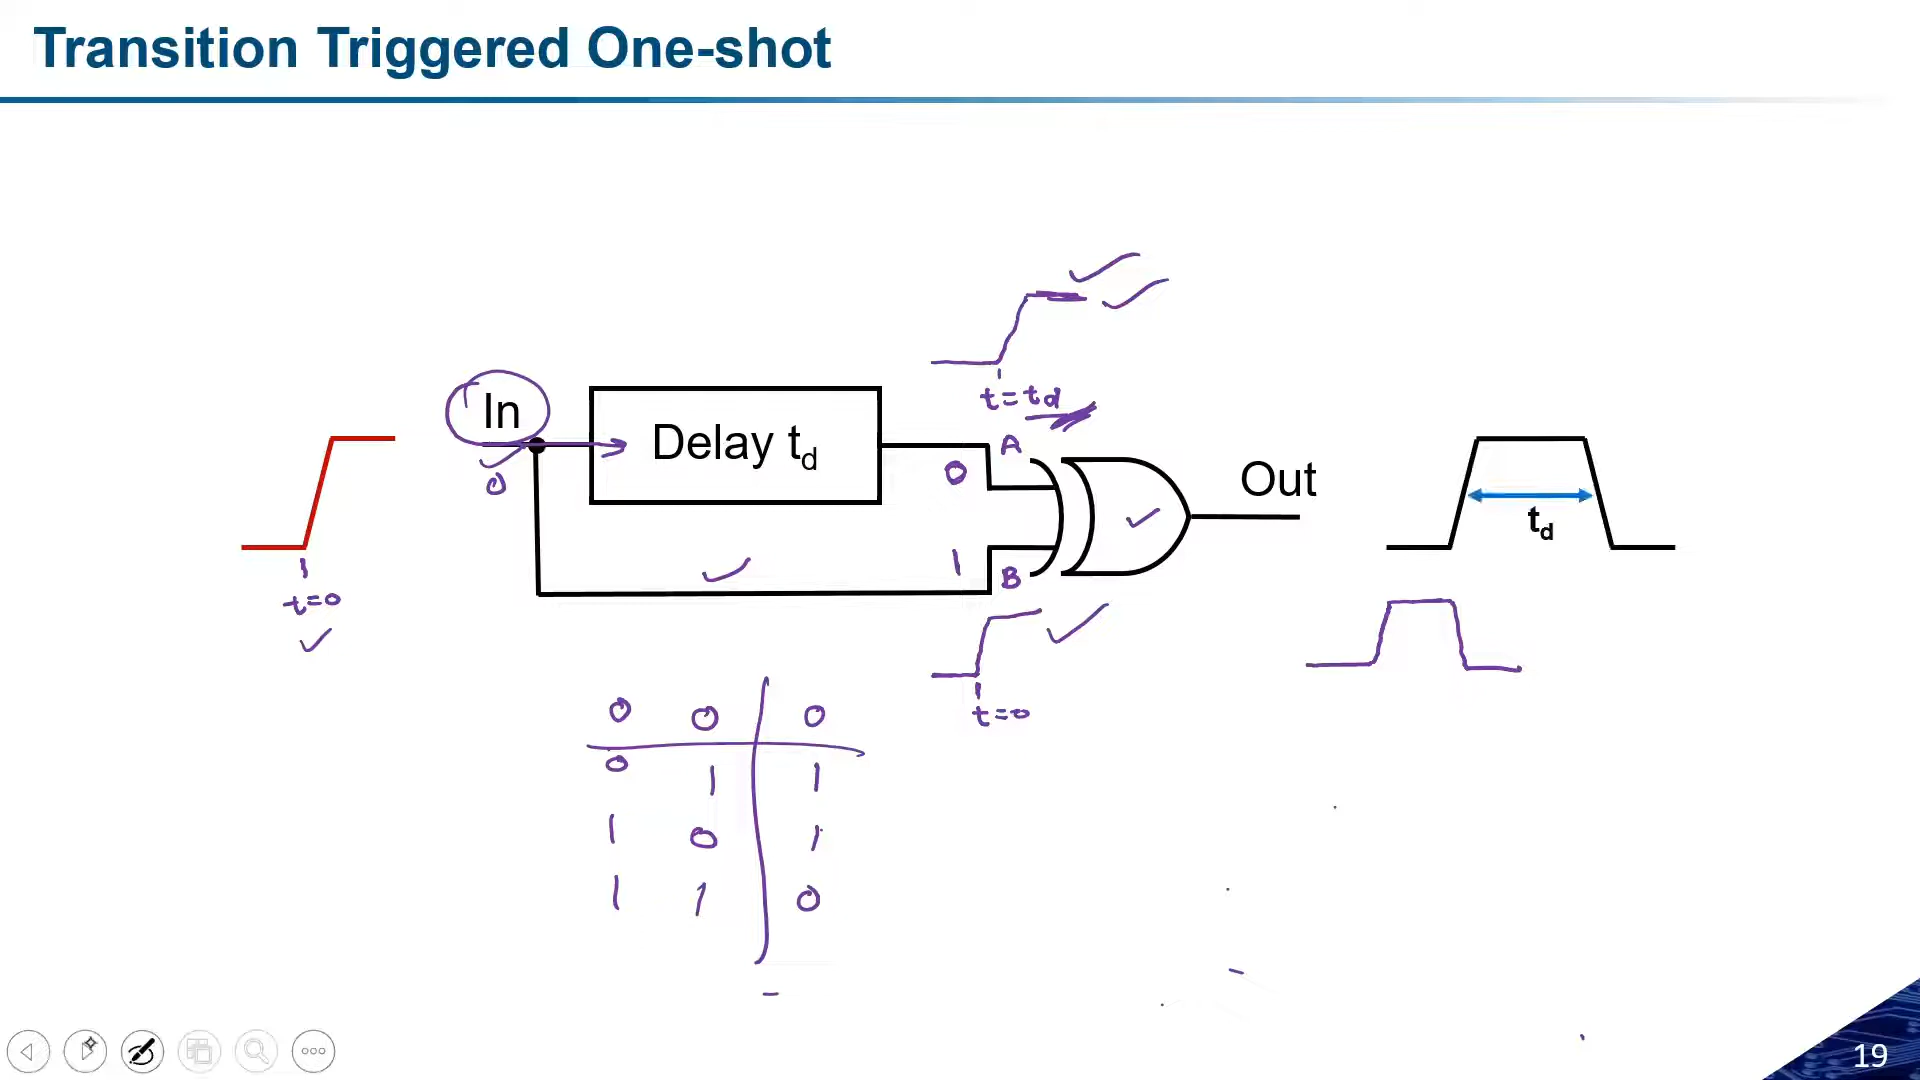 Transition Triggered One-shot
t=td
In
Delay td
A
0
0
Out
td
1
B
t=0
t=0
0 0 0
0 1 1
1 0 1
1 1 0
19